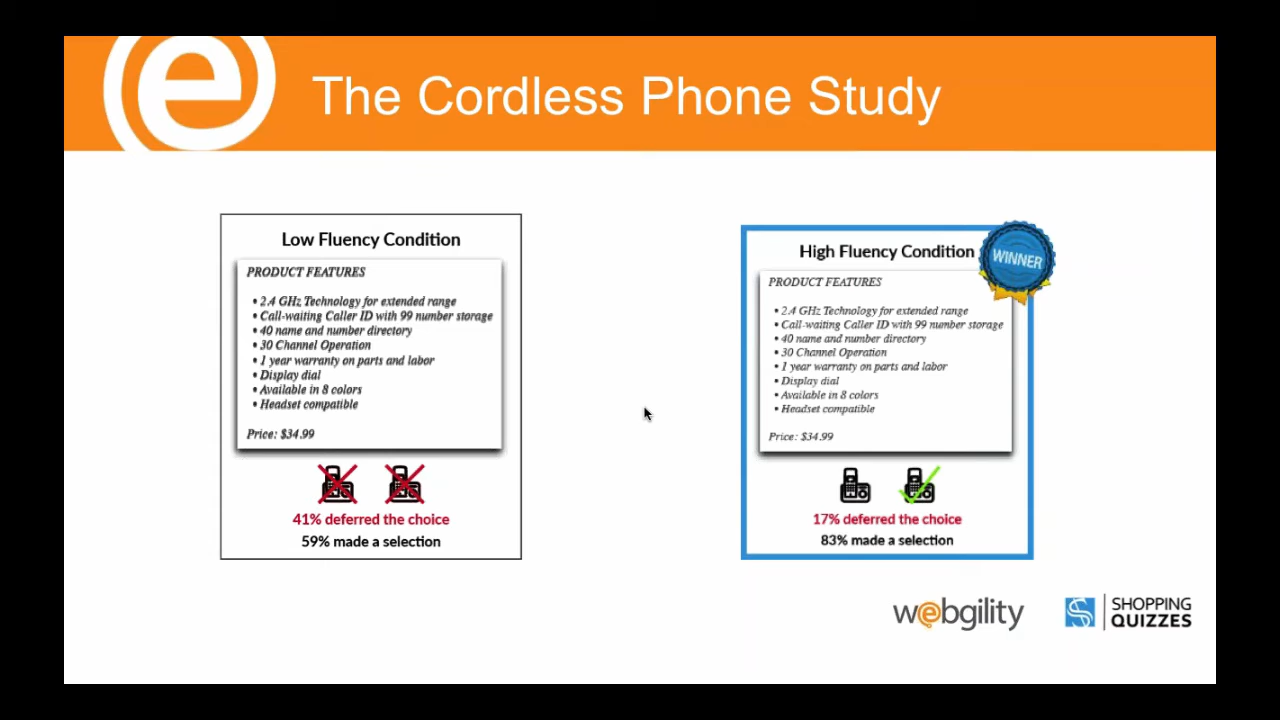 The Cordless Phone Study
Low Fluency Condition
PRODUCT FEATURES
• 2.4 GHz Technology for extended range
• Call-waiting Caller ID with 99 number storage
• 40 name and number directory
• 30 Channel Operation
• 1 year warranty on parts and labor
• Display dial
• Available in 8 colors
• Headset compatible
Price: $34.99
41% deferred the choice
59% made a selection
High Fluency Condition
WINNER
PRODUCT FEATURES
• 2.4 GHz Technology for extended range
• Call-waiting Caller ID with 99 number storage
• 40 name and number directory
• 30 Channel Operation
• 1 year warranty on parts and labor
• Display dial
• Available in 8 colors
• Headset compatible
Price: $34.99
17% deferred the choice
83% made a selection
webgility
SHOPPING
QUIZZES